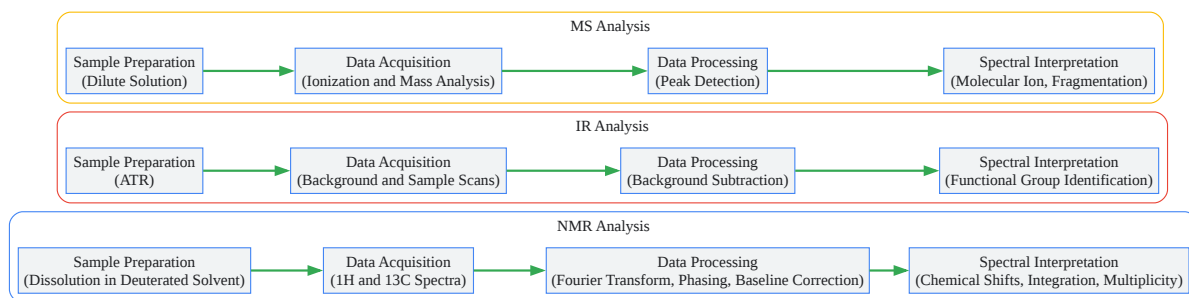 MS Analysis
Sample Preparation
(Dilute Solution)
Data Acquisition
(Ionization and Mass Analysis)
Data Processing
(Peak Detection)
Spectral Interpretation
(Molecular Ion, Fragmentation)
IR Analysis
Sample Preparation
(ATR)
Data Acquisition
(Background and Sample Scans)
Data Processing
(Background Subtraction)
Spectral Interpretation
(Functional Group Identification)
NMR Analysis
Sample Preparation
(Dissolution in Deuterated Solvent)
Data Acquisition
(1H and 13C Spectra)
Data Processing
(Fourier Transform, Phasing, Baseline Correction)
Spectral Interpretation
(Chemical Shifts, Integration, Multiplicity)